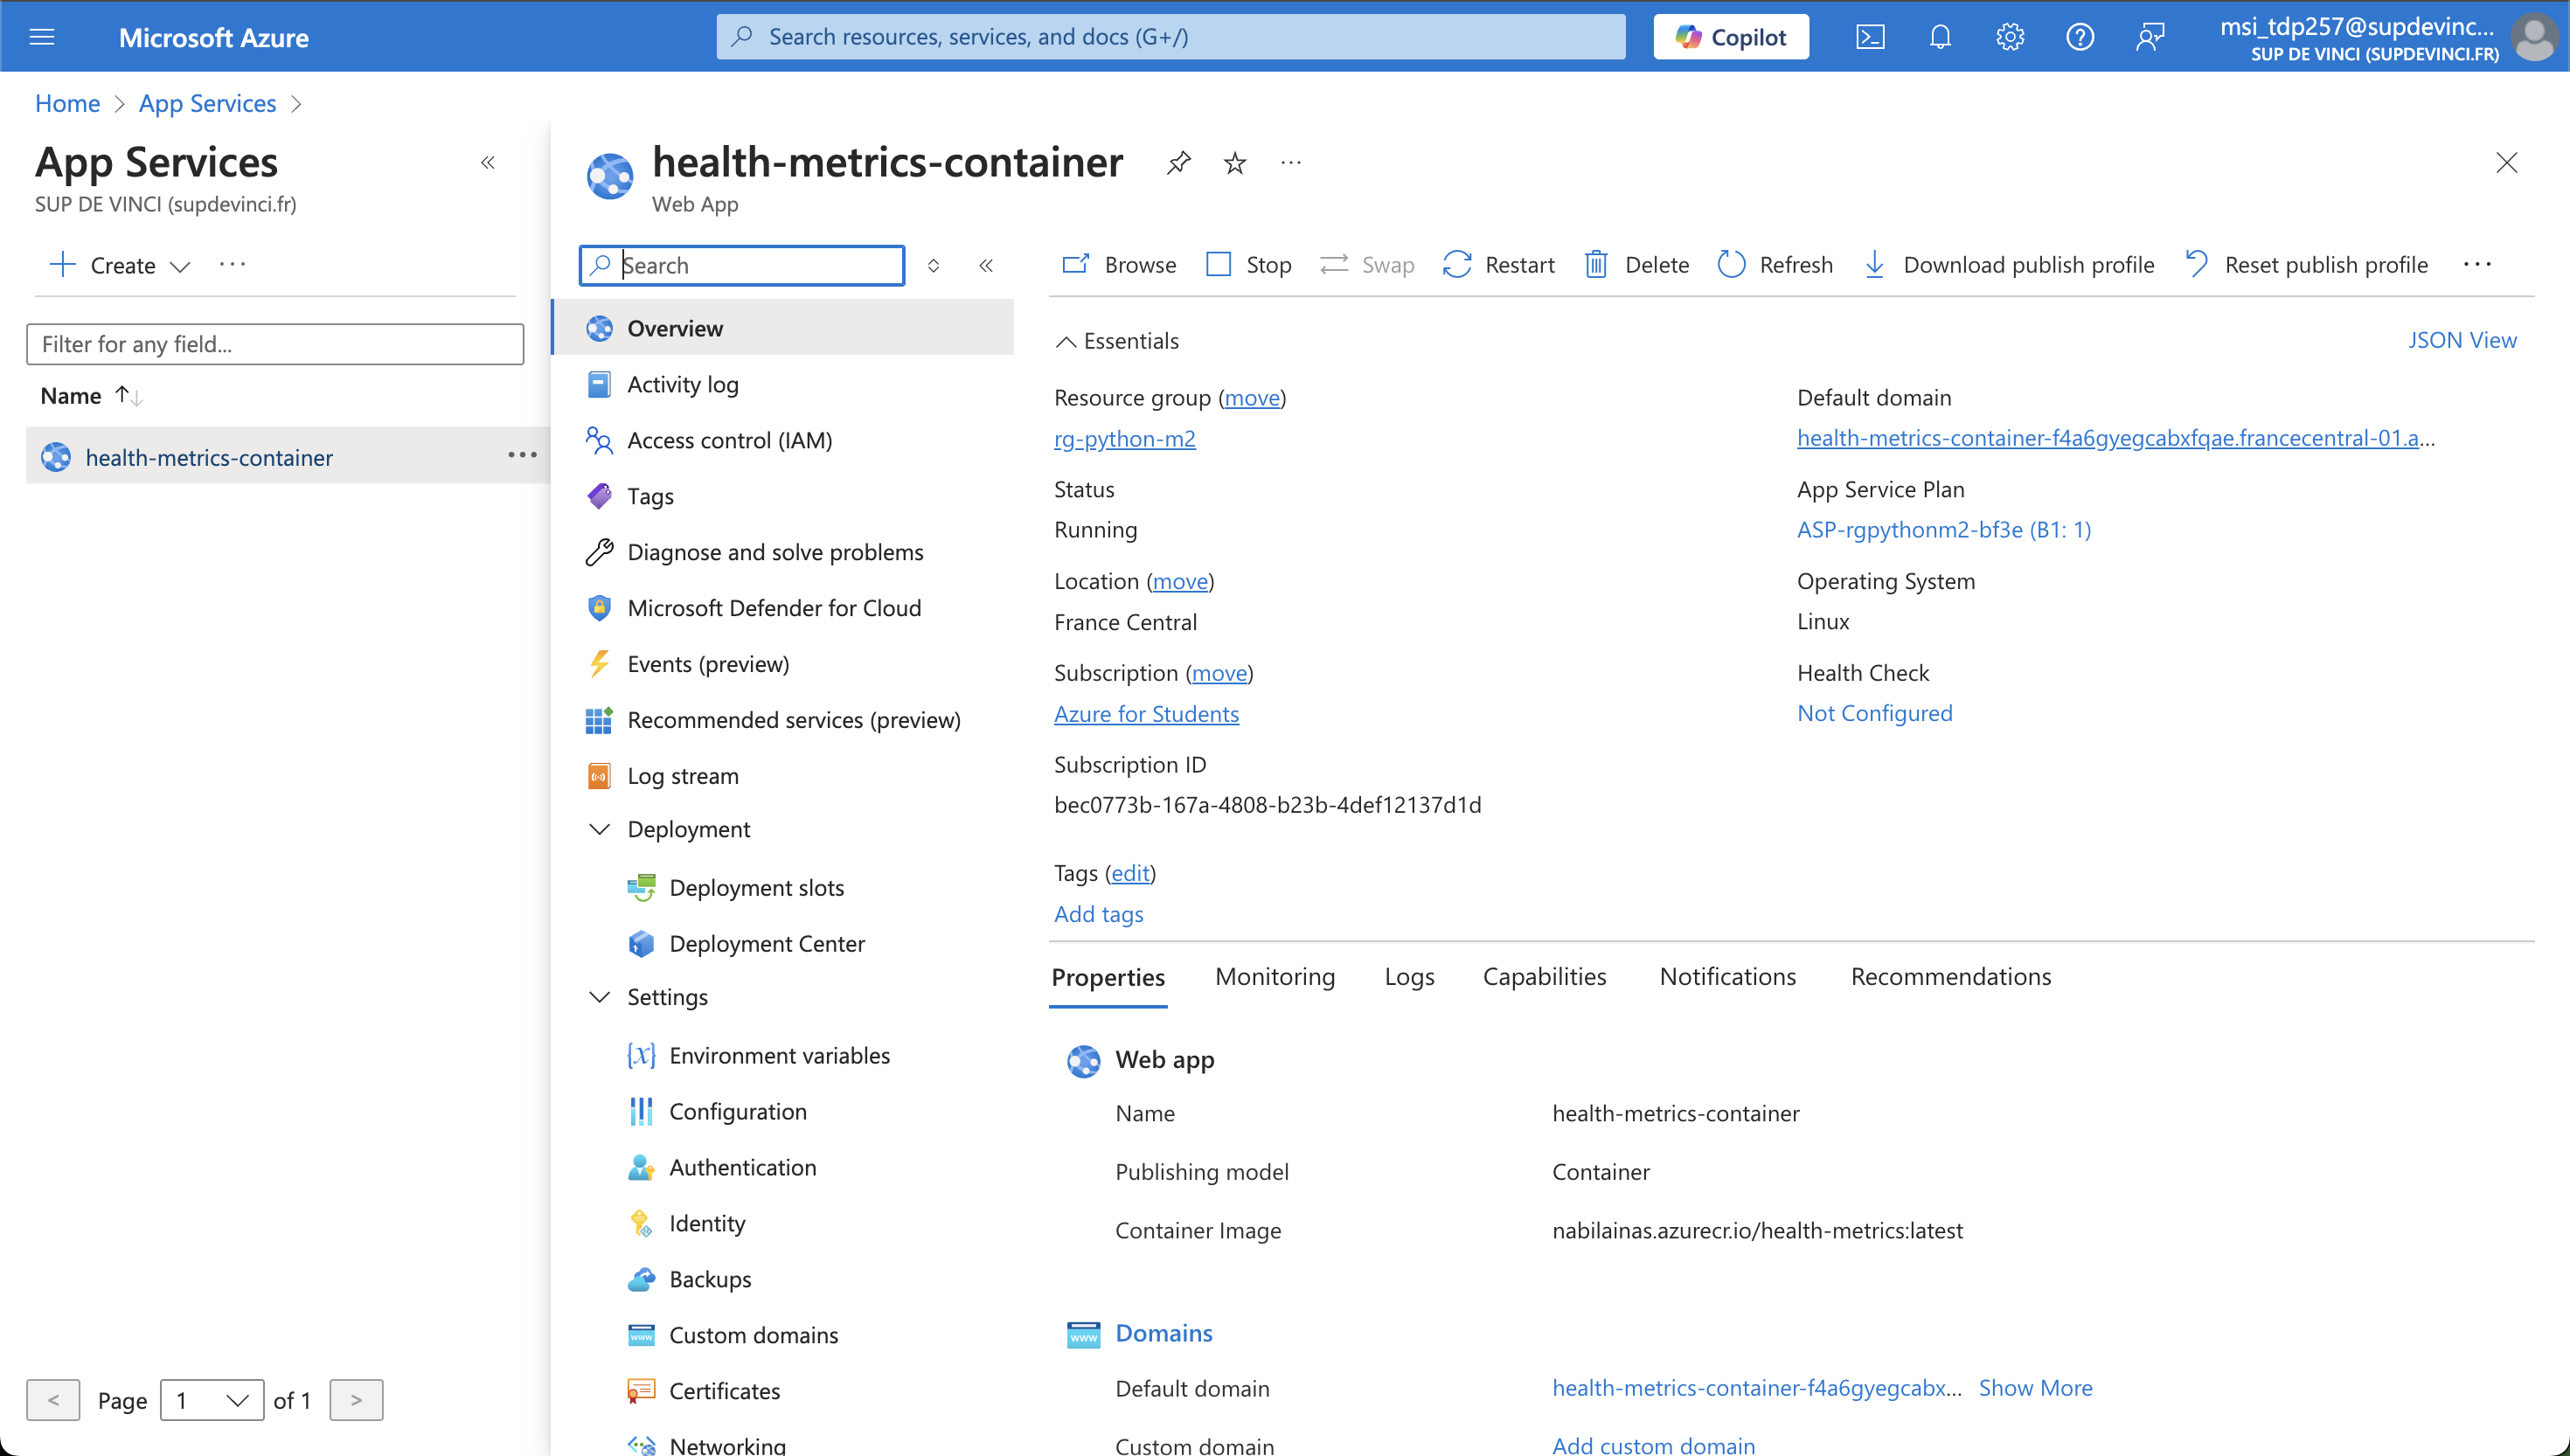 Microsoft Azure
Search resources, services, and docs (G+/)
Copilot
msi_tdp257@supdevinc...
SUP DE VINCI (SUPDEVINCI.FR)
Home
App Services
App Services
SUP DE VINCI (supdevinci.fr)
Create
Filter for any field...
Name
health-metrics-container
Page 1 of 1
health-metrics-container
Web App
Search
Overview
Activity log
Access control (IAM)
Tags
Diagnose and solve problems
Microsoft Defender for Cloud
Events (preview)
Recommended services (preview)
Log stream
Deployment
Deployment slots
Deployment Center
Settings
Environment variables
Configuration
Authentication
Identity
Backups
Custom domains
Certificates
Networking
Browse Stop Swap Restart Delete Refresh Download publish profile Reset publish profile
Essentials
JSON View
Resource group (move)
rg-python-m2
Status
Running
Location (move)
France Central
Subscription (move)
Azure for Students
Subscription ID
bec0773b-167a-4808-b23b-4def12137d1d
Default domain
health-metrics-container-f4a6gyegcabxfqae.francecentral-01.a...
App Service Plan
ASP-rgpythonm2-bf3e (B1: 1)
Operating System
Linux
Health Check
Not Configured
Tags (edit)
Add tags
Properties Monitoring Logs Capabilities Notifications Recommendations
Web app
Name health-metrics-container
Publishing model Container
Container Image nabilainas.azurecr.io/health-metrics:latest
Domains
Default domain health-metrics-container-f4a6gyegcabx... Show More
Custom domain Add custom domain